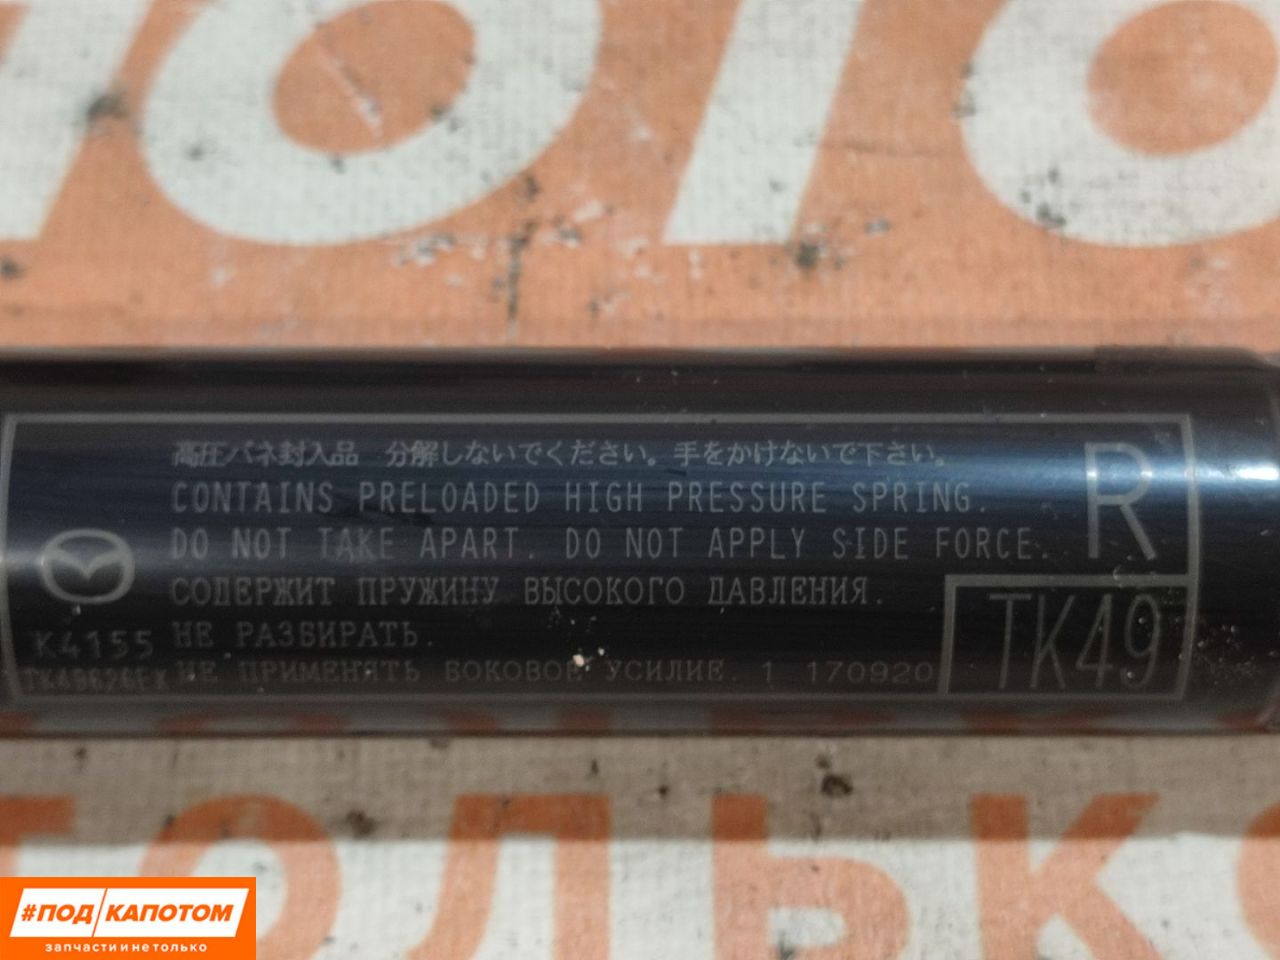 高圧バネ封入品 分解しないでください。手をかけないで下さい。
CONTAINS PRELOADED HIGH PRESSURE SPRING.
DO NOT TAKE APART. DO NOT APPLY SIDE FORCE.
СОДЕРЖИТ ПРУЖИНУ ВЫСОКОГО ДАВЛЕНИЯ.
НЕ РАЗБИРАТЬ.
НЕ ПРИМЕНЯТЬ БОКОВОЕ УСИЛИЕ. 1 170920
R
TK49
K4155
ТОЛЬКО
#ПОД КАПОТОМ
запчасти и не только